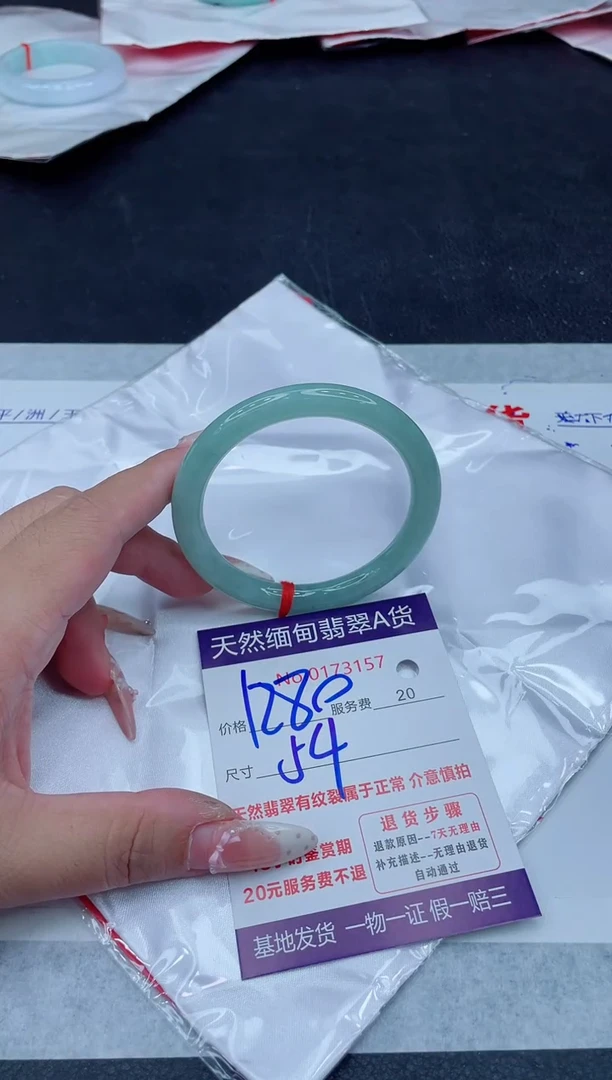 天然缅甸翡翠A货
No 0173157
价格 1280 服务费 20
尺寸 54
天然翡翠有纹裂属于正常 介意慎拍
鉴赏期
20元服务费不退
退货步骤
退款原因--7天无理由
补充描述--无理由退货
自动通过
基地发货 一物一证 假一赔三